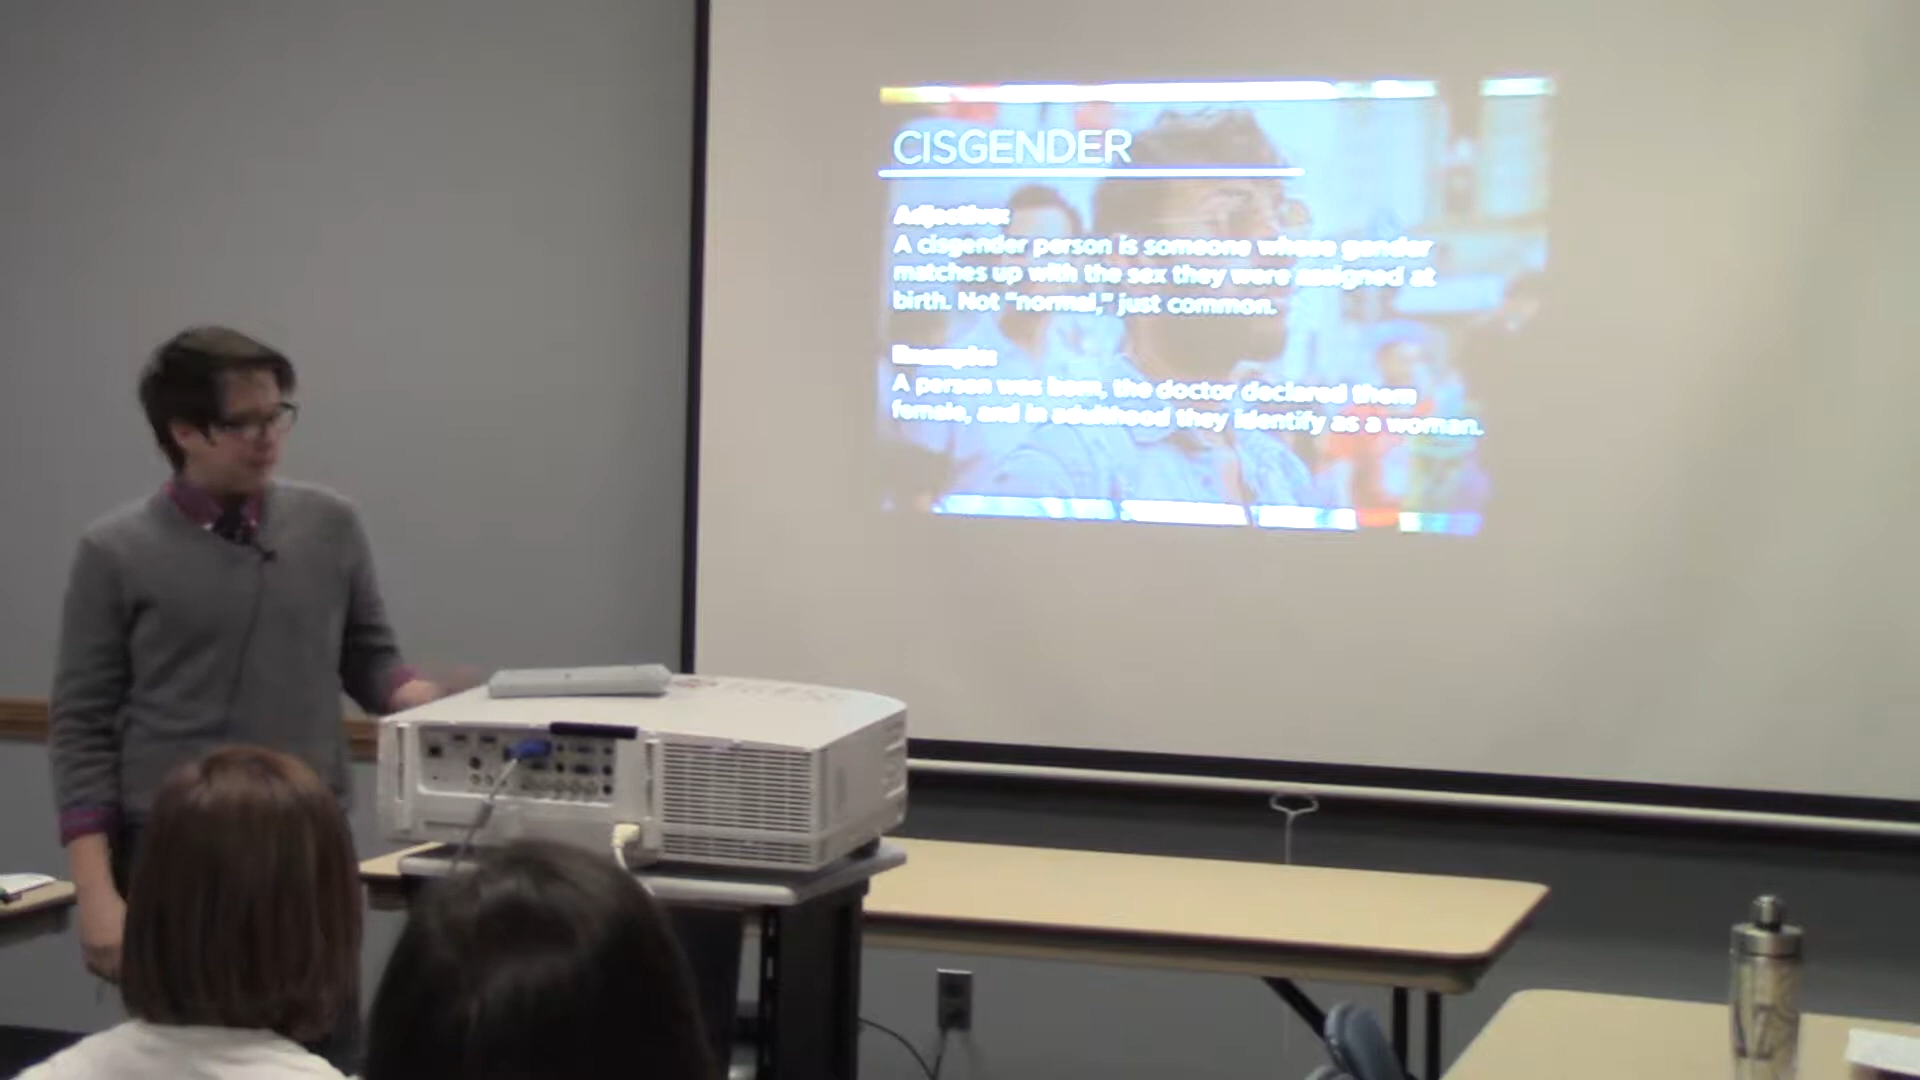 CISGENDER
Adjective:
A cisgender person is someone whose gender
matches up with the sex they were assigned at
birth. Not "normal," just common.
Example:
A person was born, the doctor declared them
female, and in adulthood they identify as a woman.